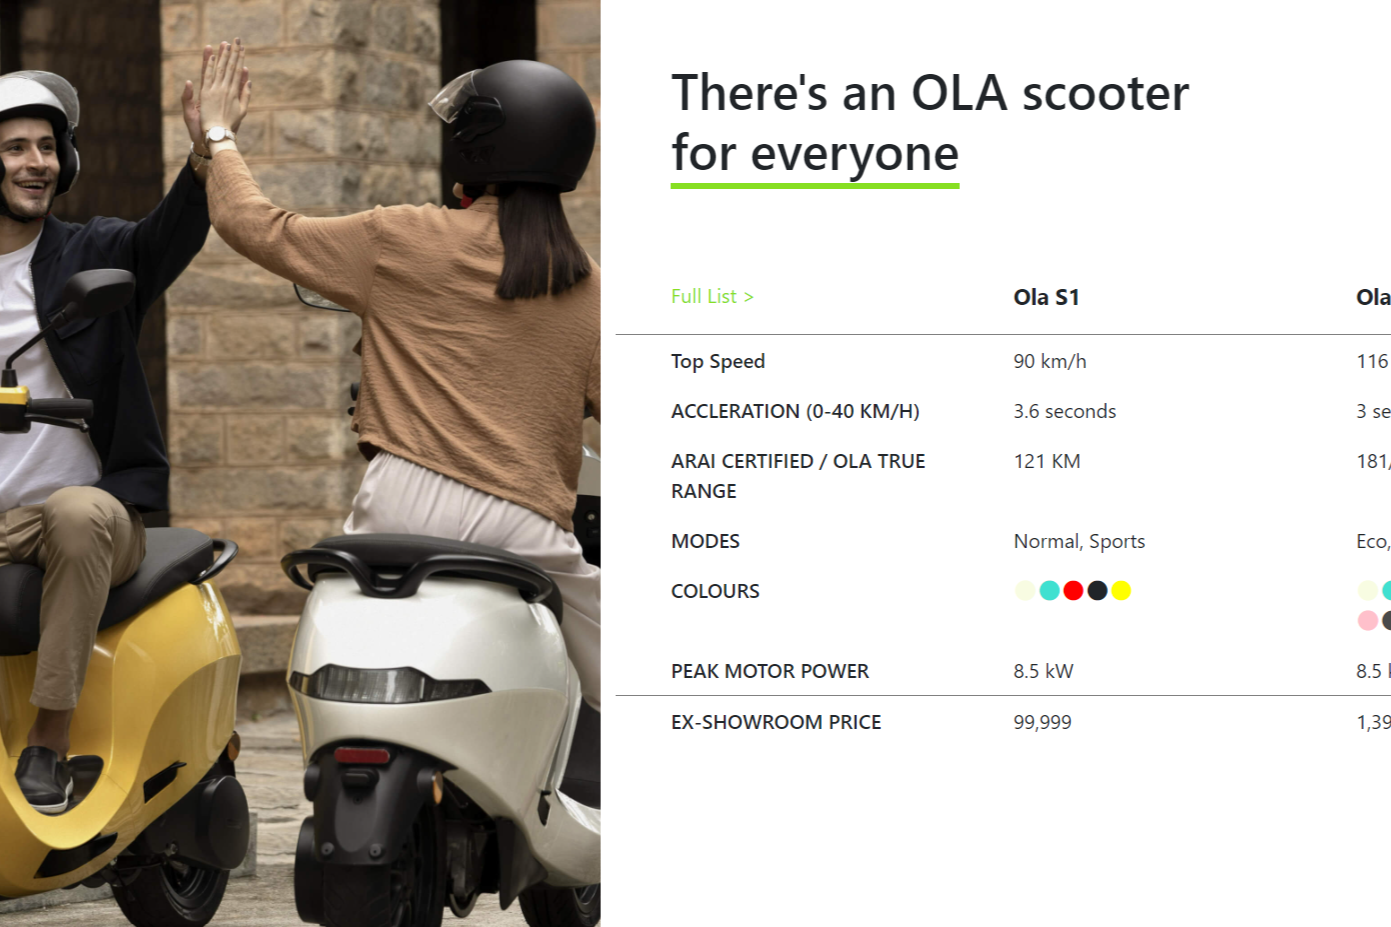 There's an OLA scooter
for everyone
Full List > Ola S1 Ola
Top Speed 90 km/h 116
ACCLERATION (0-40 KM/H) 3.6 seconds 3 se
ARAI CERTIFIED / OLA TRUE 121 KM 181/
RANGE
MODES Normal, Sports Eco,
COLOURS
PEAK MOTOR POWER 8.5 kW 8.5
EX-SHOWROOM PRICE 99,999 1,39